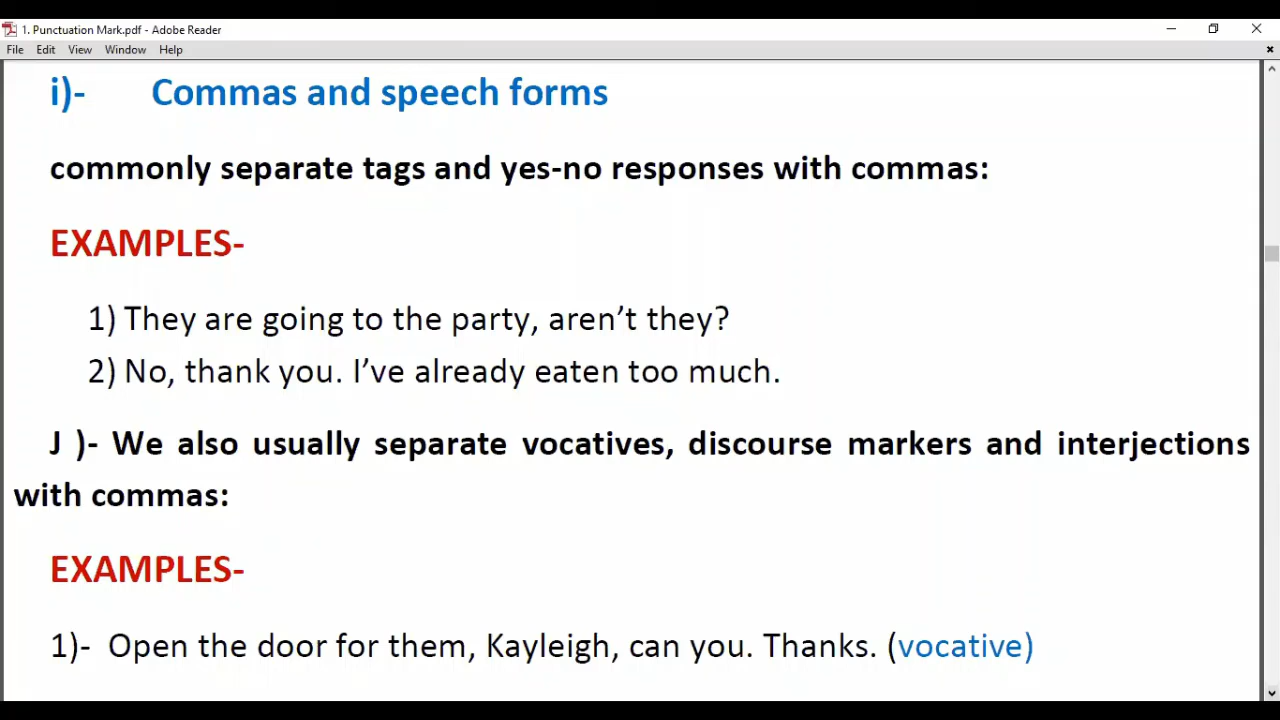 1. Punctuation Mark.pdf - Adobe Reader
File Edit View Window Help
i)- Commas and speech forms
commonly separate tags and yes-no responses with commas:
EXAMPLES-
1) They are going to the party, aren’t they?
2) No, thank you. I’ve already eaten too much.
J )- We also usually separate vocatives, discourse markers and interjections
with commas:
EXAMPLES-
1)- Open the door for them, Kayleigh, can you. Thanks. (vocative)